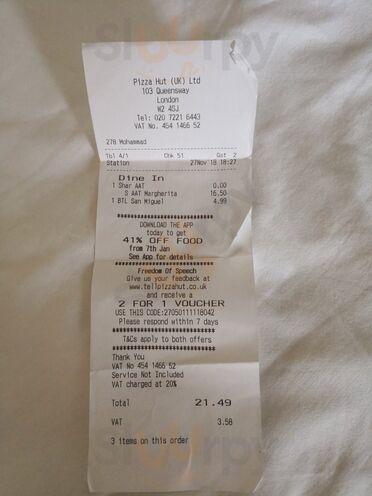 Slurrpy
Pizza Hut (UK) Ltd
103 Queensway
London
W2 4SJ
Tel: 020 7221 6443
VAT No. 454 1466 52
278 Mohammad
Tbl A/1 Chk 51 Gst 2
Station 27Nov'18 18:27
Dine In
1 Shar AAT 0.00
S AAT Margherita 16.50
1 BTL San Miguel 4.99
****************************
DOWNLOAD THE APP
today to get
41% OFF FOOD
from 7th Jan
See App for details
****************************
Freedom Of Speech
Give us your feedback at
www.tellpizzahut.co.uk
and receive a
2 FOR 1 VOUCHER
USE THIS CODE:27050111118042
Please respond within 7 days
****************************
T&Cs apply to both offers
****************************
Thank You
VAT No 454 1466 52
Service Not Included
VAT charged at 20%
Total 21.49
VAT 3.58
3 items on this order
Slurrpy